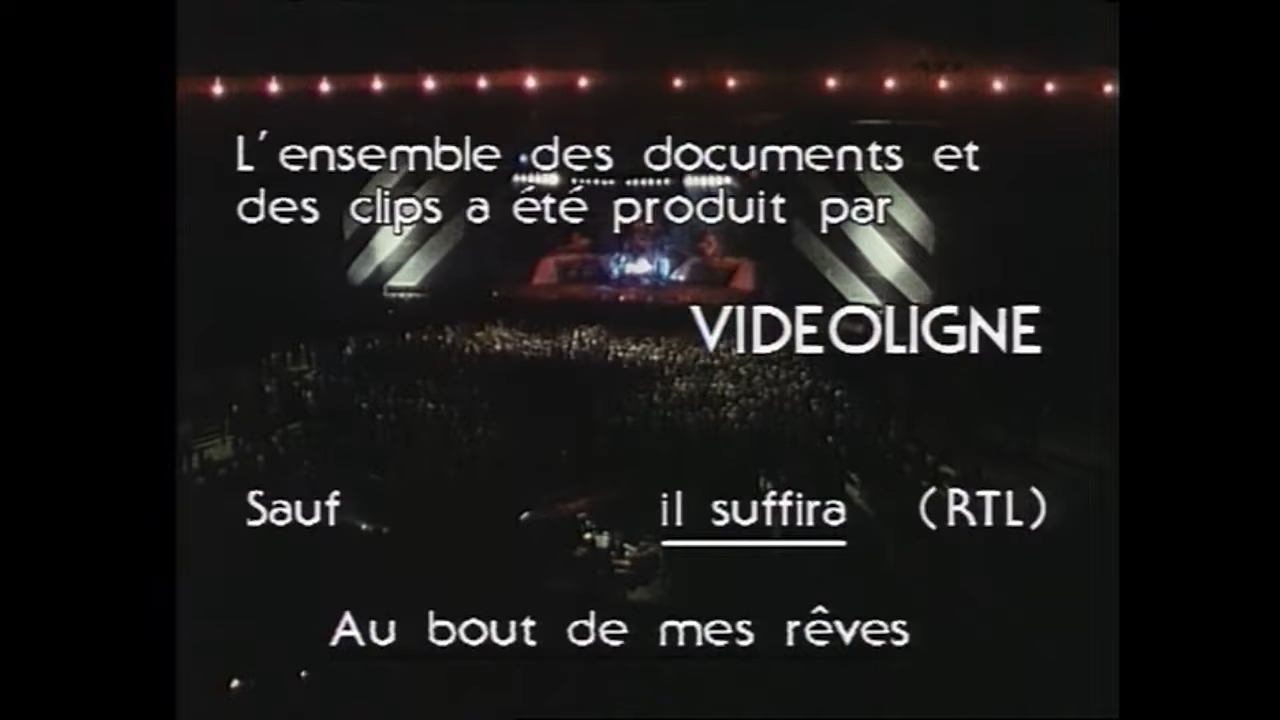 L'ensemble des documents et
des clips a été produit par
VIDEOLIGNE
Sauf il suffira (RTL)
Au bout de mes rêves